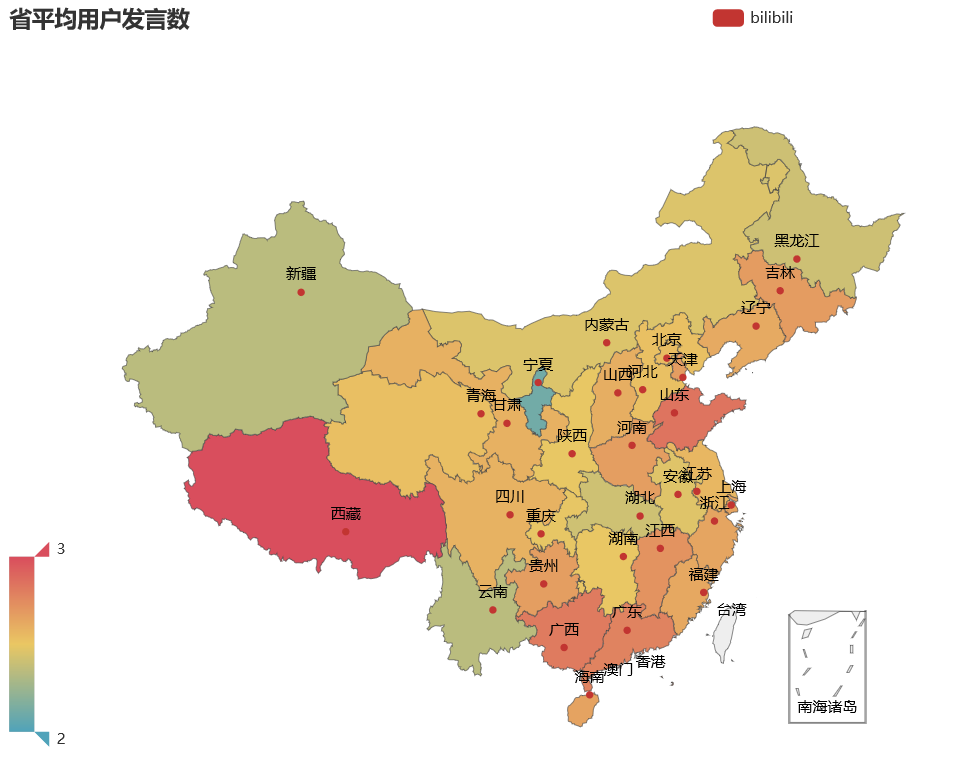 省平均用户发言数
bilibili
黑龙江
吉林
新疆
辽宁
内蒙古
北京
天津
宁夏
河北
山西
青海
山东
甘肃
河南
陕西
江苏
安徽
上海
四川
湖北
浙江
西藏
重庆
江西
湖南
3
贵州
福建
云南
台湾
广东
广西
香港
澳门
海南
南海诸岛
2